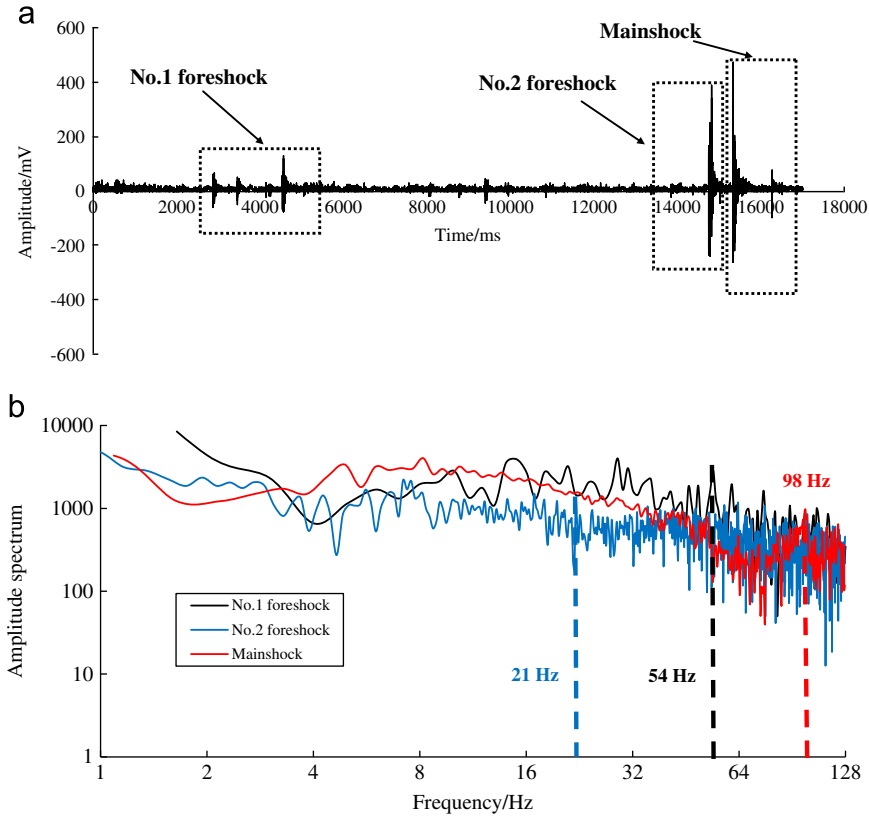 a
600
400
200
0
-200
-400
-600
Amplitude/mV
Mainshock
No.1 foreshock
No.2 foreshock
0 2000 4000 6000 8000 10000 12000 14000 16000 18000
Time/ms
b
10000
1000
100
10
1
Amplitude spectrum
98 Hz
No.1 foreshock
No.2 foreshock
Mainshock
21 Hz
54 Hz
1 2 4 8 16 32 64 128
Frequency/Hz